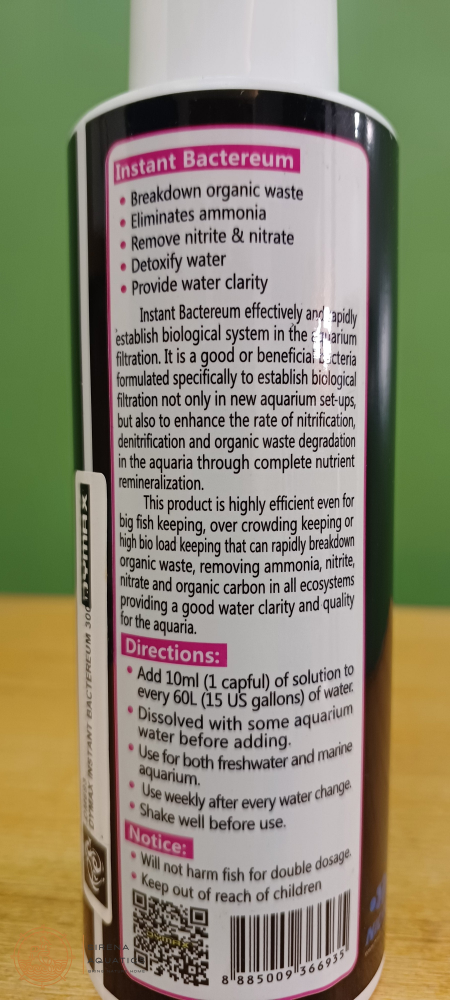 Instant Bactereum
• Breakdown organic waste
• Eliminates ammonia
• Remove nitrite & nitrate
• Detoxify water
• Provide water clarity
Instant Bactereum effectively and rapidly
establish biological system in the aquarium
filtration. It is a good or beneficial bacteria
formulated specifically to establish biological
filtration not only in new aquarium set-ups,
but also to enhance the rate of nitrification,
denitrification and organic waste degradation
in the aquaria through complete nutrient
remineralization.
This product is highly efficient even for
big fish keeping, over crowding keeping or
high bio load keeping that can rapidly breakdown
organic waste, removing ammonia, nitrite,
nitrate and organic carbon in all ecosystems
providing a good water clarity and quality
for the aquaria.
Directions:
• Add 10ml (1 capful) of solution to
every 60L (15 US gallons) of water.
• Dissolved with some aquarium
water before adding.
• Use for both freshwater and marine
aquarium.
• Use weekly after every water change.
• Shake well before use.
Notice:
• Will not harm fish for double dosage.
• Keep out of reach of children
8 885009 366935
CYMAX INSTANT BACTEREUM
AQUATIC